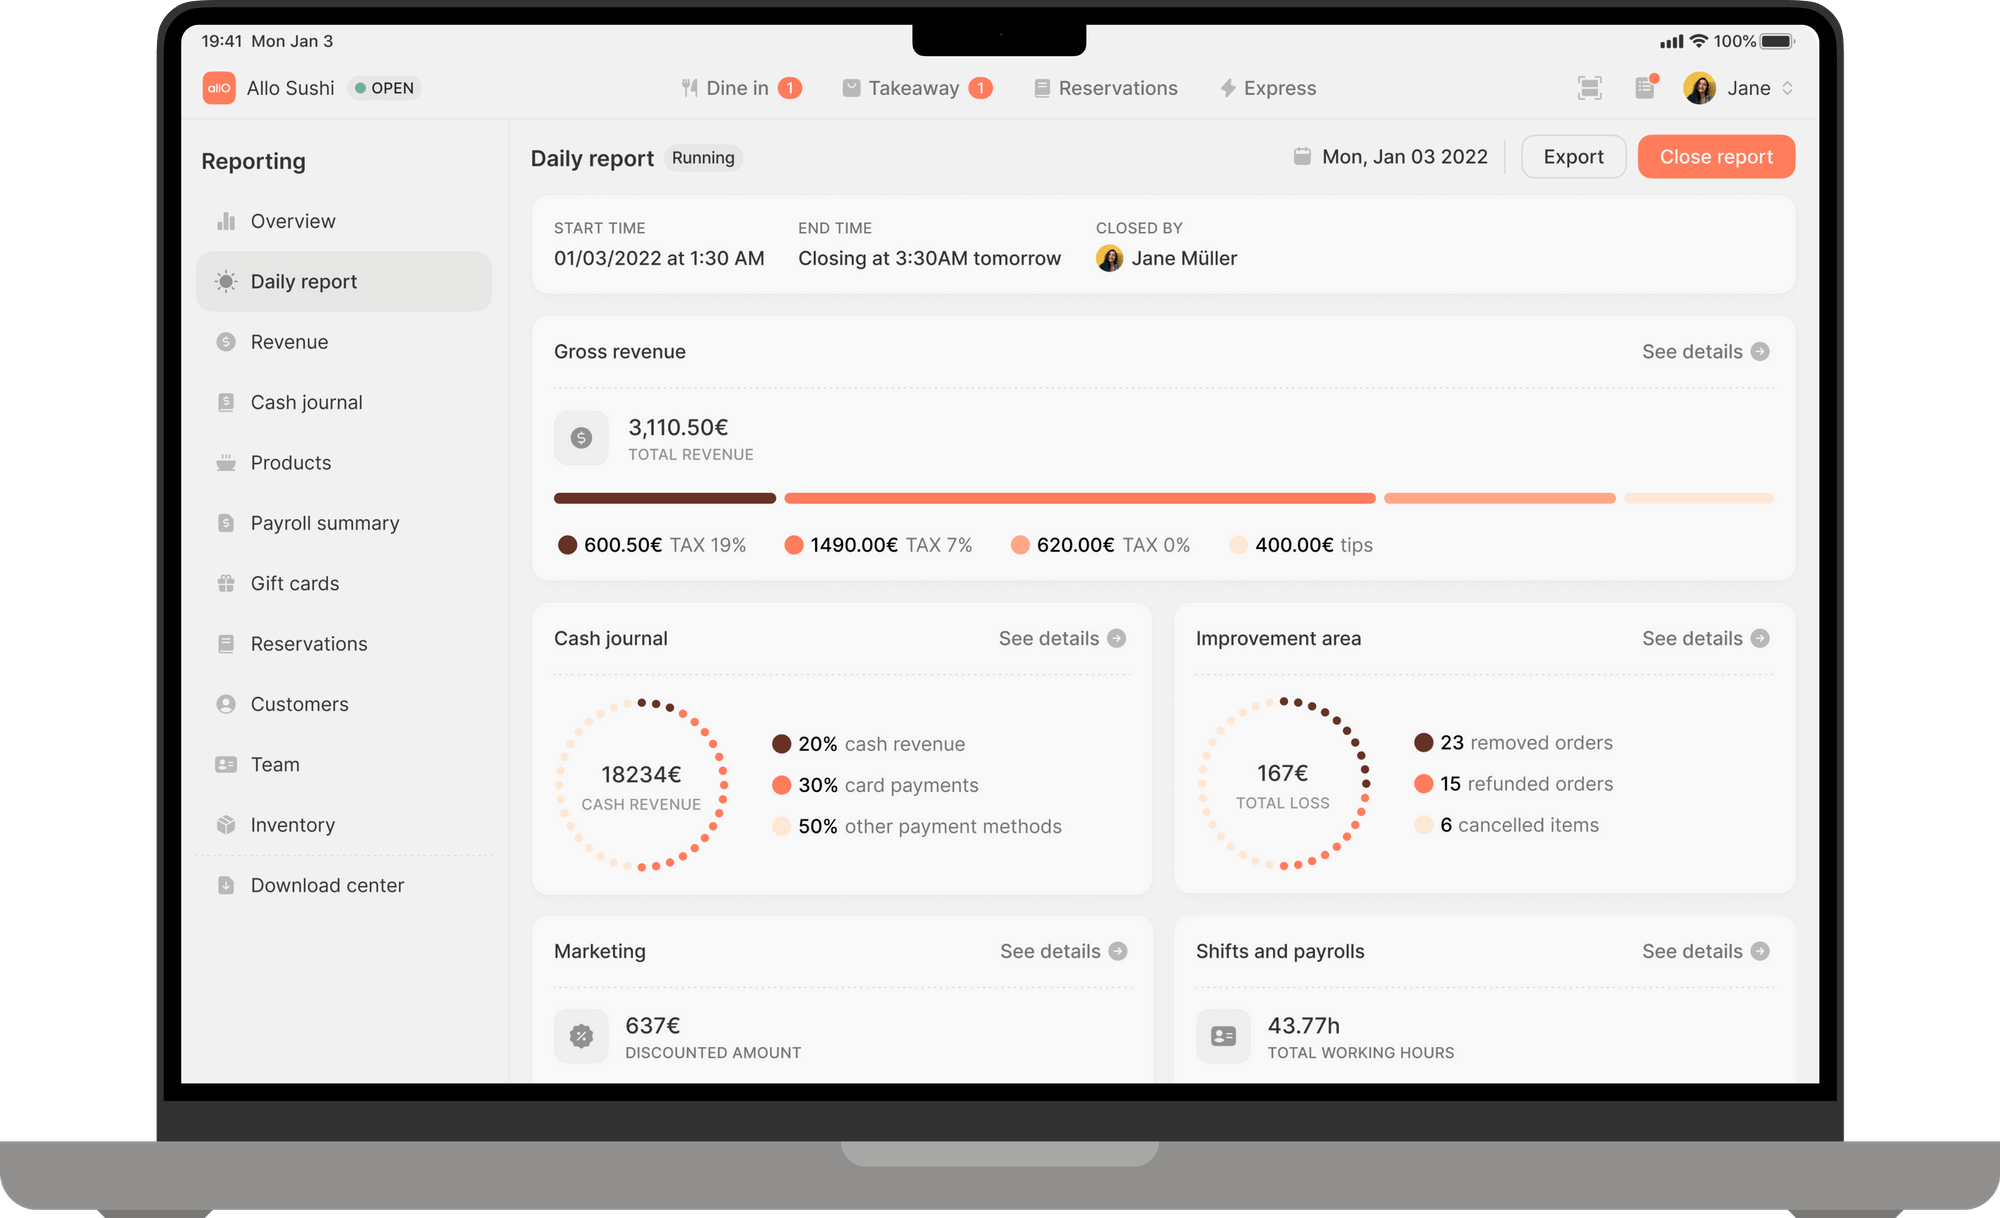 19:41 Mon Jan 3
100%
allO Allo Sushi OPEN
Dine in 1
Takeaway 1
Reservations
Express
Jane
Reporting
Overview
Daily report
Revenue
Cash journal
Products
Payroll summary
Gift cards
Reservations
Customers
Team
Inventory
Download center
Daily report Running
Mon, Jan 03 2022
Export
Close report
START TIME
01/03/2022 at 1:30 AM
END TIME
Closing at 3:30AM tomorrow
CLOSED BY
Jane Müller
Gross revenue
See details
3,110.50€
TOTAL REVENUE
600.50€ TAX 19%
1490.00€ TAX 7%
620.00€ TAX 0%
400.00€ tips
Cash journal
See details
18234€
CASH REVENUE
20% cash revenue
30% card payments
50% other payment methods
Improvement area
See details
167€
TOTAL LOSS
23 removed orders
15 refunded orders
6 cancelled items
Marketing
See details
637€
DISCOUNTED AMOUNT
Shifts and payrolls
See details
43.77h
TOTAL WORKING HOURS